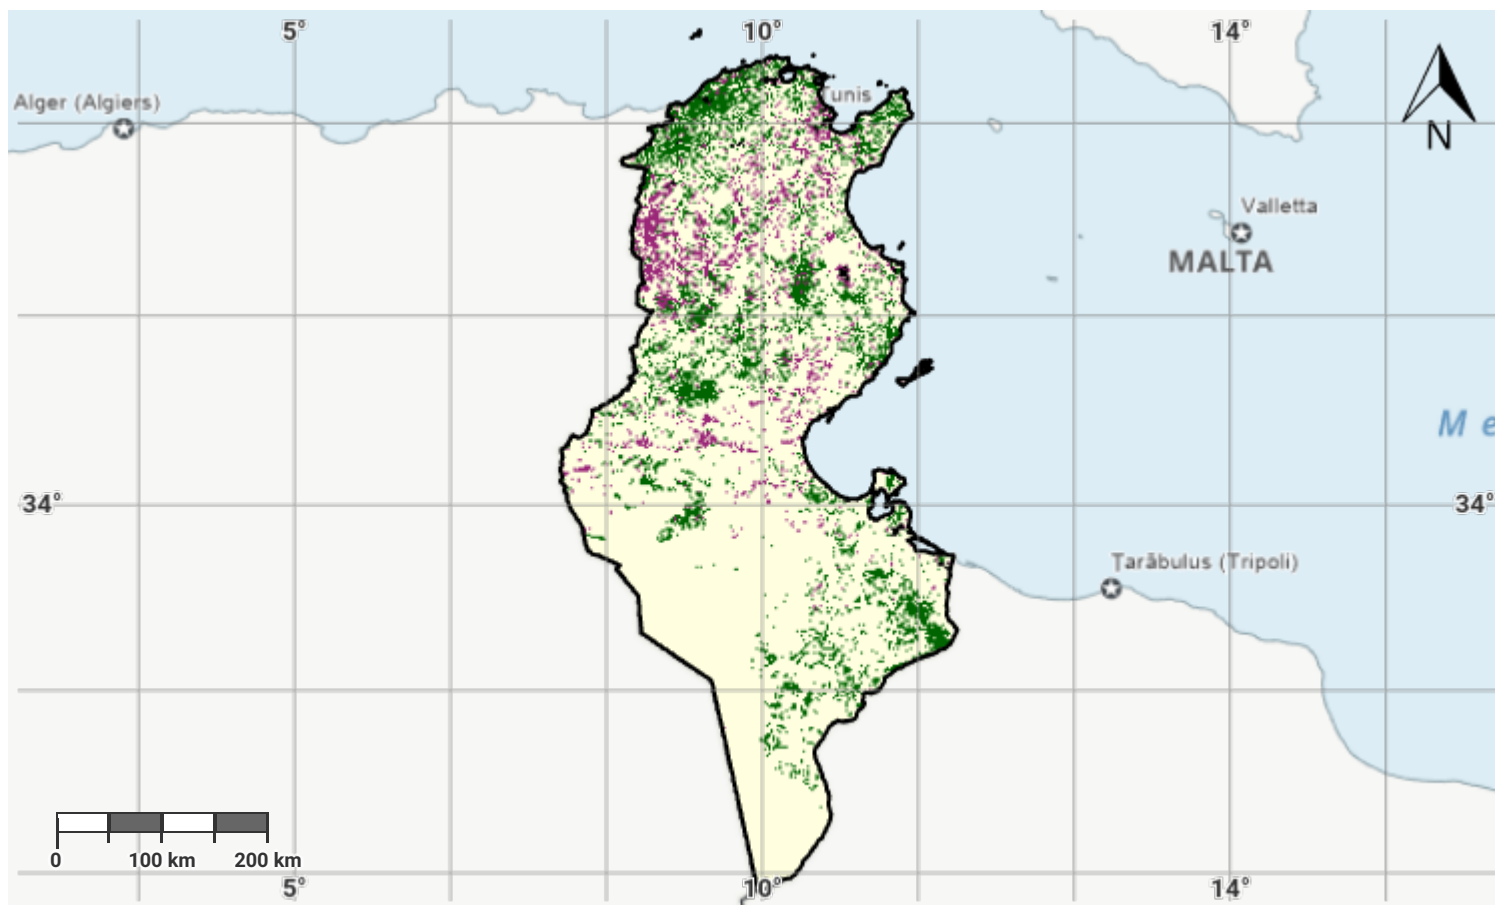 5° 10° 14°
Alger (Algiers)
Tunis
N
Valletta
MALTA
M e
34° 34°
Tarābulus (Tripoli)
0 100 km 200 km
5° 10° 14°